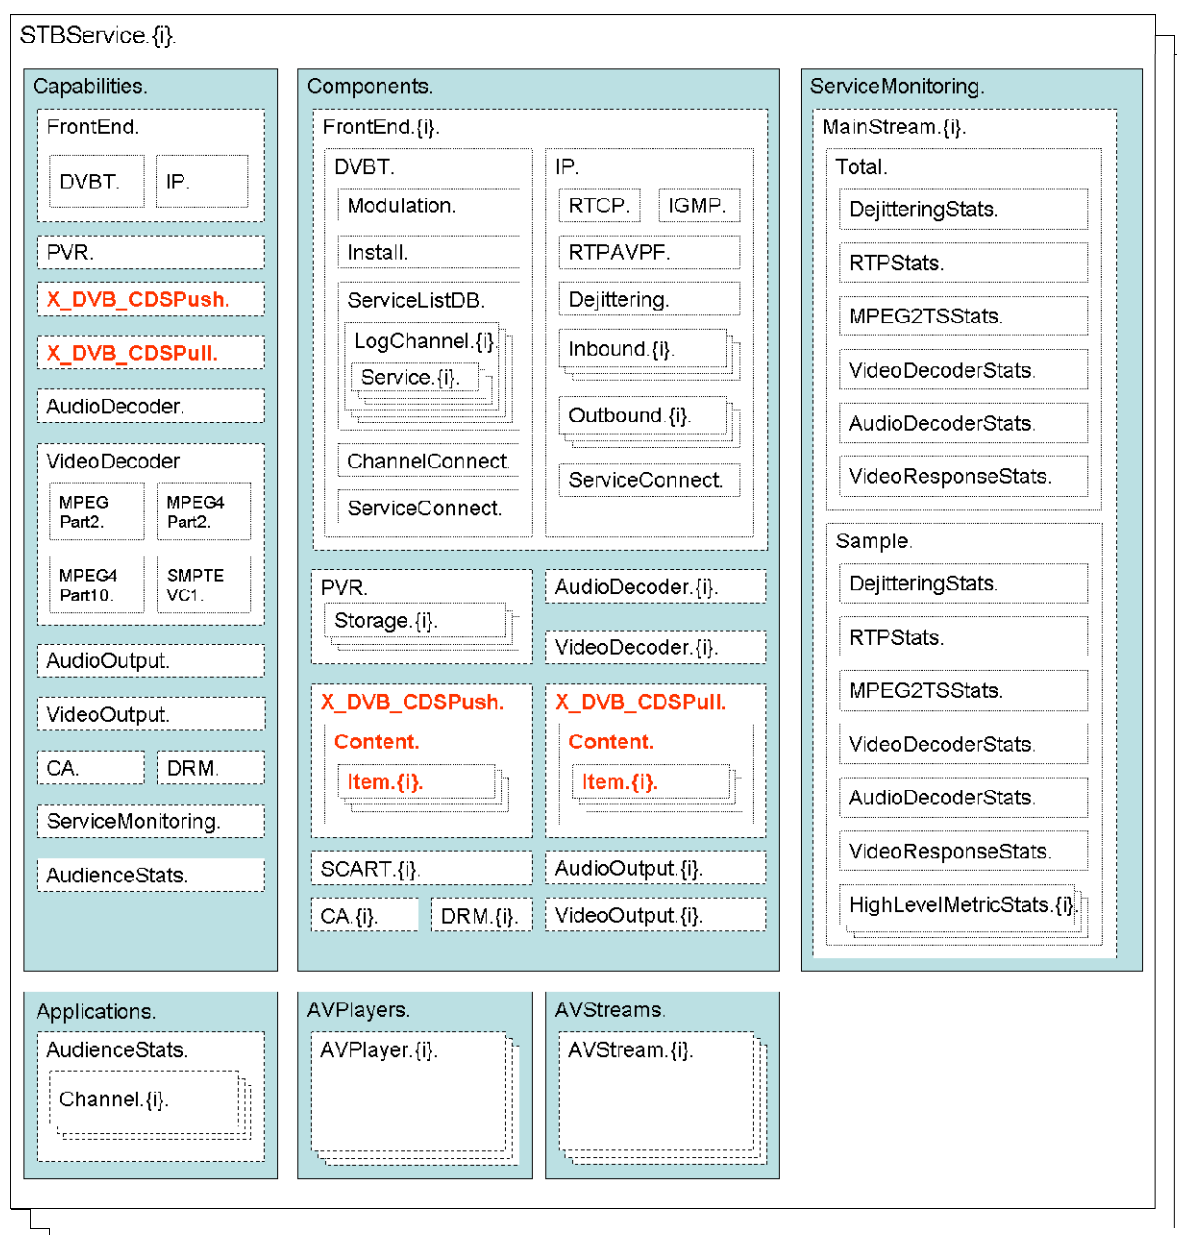 STBService.{i}.
Capabilities.
FrontEnd.
DVBT.
IP.
PVR.
X_DVB_CDSPush.
X_DVB_CDSPull.
AudioDecoder.
VideoDecoder
MPEG
Part2.
MPEG4
Part2.
MPEG4
Part10.
SMPTE
VC1.
AudioOutput.
VideoOutput.
CA.
DRM.
ServiceMonitoring.
AudienceStats.
Components.
FrontEnd.{i}.
DVBT.
Modulation.
Install.
ServiceListDB.
LogChannel.{i}.
Service.{i}.
ChannelConnect.
ServiceConnect.
IP.
RTCP.
IGMP.
RTPAVPF.
Dejittering.
Inbound.{i}.
Outbound.{i}.
ServiceConnect.
PVR.
Storage.{i}.
AudioDecoder.{i}.
VideoDecoder.{i}.
X_DVB_CDSPush.
Content.
Item.{i}.
X_DVB_CDSPull.
Content.
Item.{i}.
SCART.{i}.
AudioOutput.{i}.
CA.{i}.
DRM.{i}.
VideoOutput.{i}.
ServiceMonitoring.
MainStream.{i}.
Total.
DejitteringStats.
RTPStats.
MPEG2TSStats.
VideoDecoderStats.
AudioDecoderStats.
VideoResponseStats.
Sample.
DejitteringStats.
RTPStats.
MPEG2TSStats.
VideoDecoderStats.
AudioDecoderStats.
VideoResponseStats.
HighLevelMetricStats.{i}.
Applications.
AudienceStats.
Channel.{i}.
AVPlayers.
AVPlayer.{i}.
AVStreams.
AVStream.{i}.